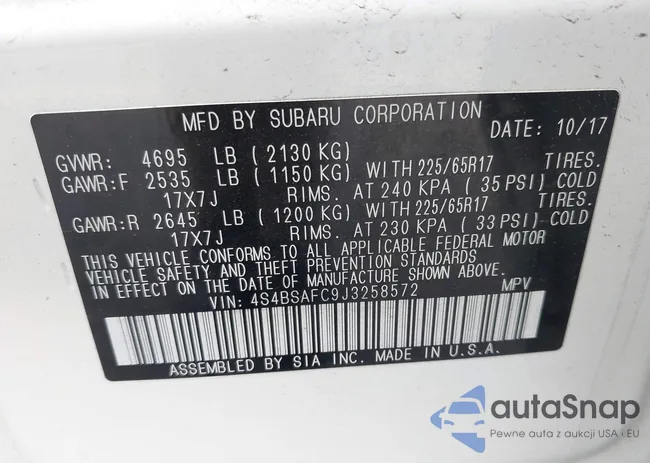 MFD BY SUBARU CORPORATION
DATE: 10/17
GVWR: 4695 LB (2130 KG)
GAWR:F 2535 LB (1150 KG) WITH 225/65R17 TIRES.
17X7J RIMS. AT 240 KPA (35 PSI) COLD
GAWR:R 2645 LB (1200 KG) WITH 225/65R17 TIRES.
17X7J RIMS. AT 230 KPA (33 PSI) COLD
THIS VEHICLE CONFORMS TO ALL APPLICABLE FEDERAL MOTOR
VEHICLE SAFETY AND THEFT PREVENTION STANDARDS
IN EFFECT ON THE DATE OF MANUFACTURE SHOWN ABOVE.
VIN: 4S4BSAFC9J3258572 MPV
ASSEMBLED BY SIA INC. MADE IN U.S.A.
autaSnap
Pewne auta z aukcji USA i EU